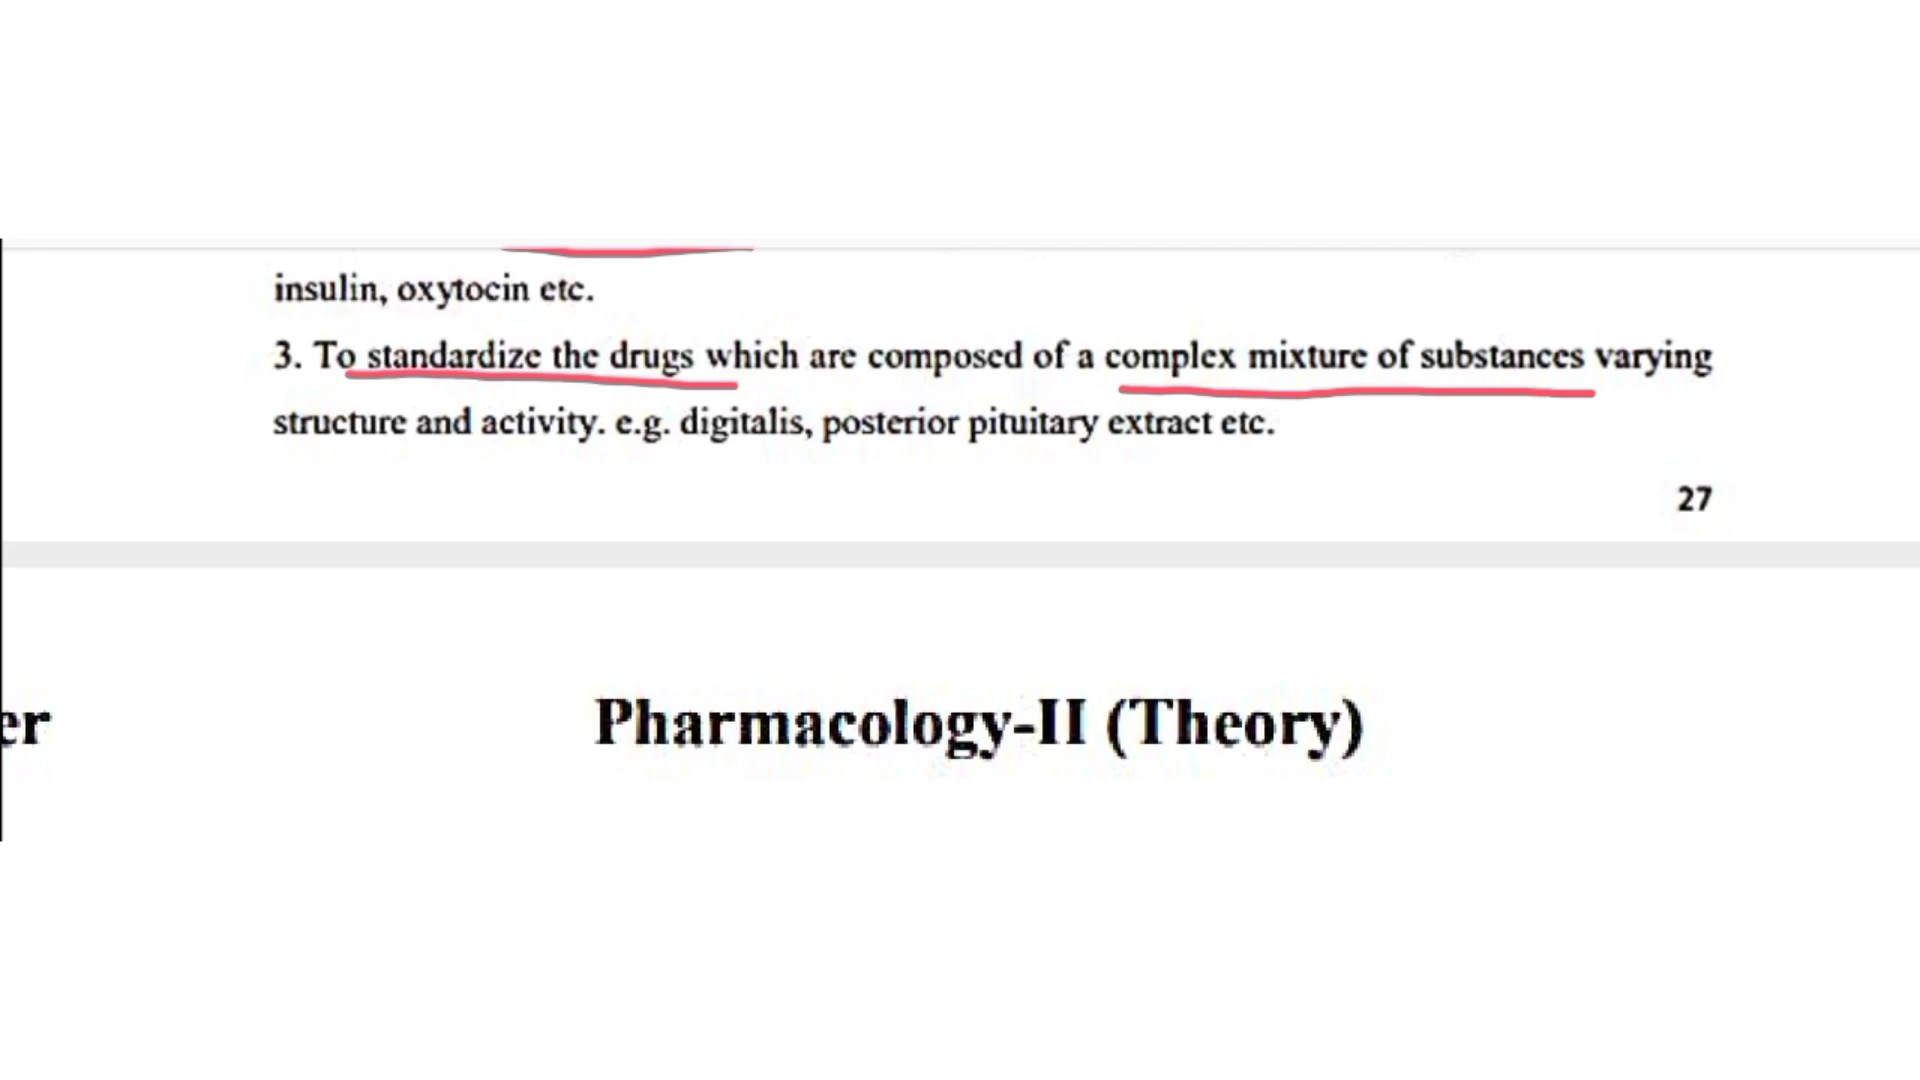 insulin, oxytocin etc.
3. To standardize the drugs which are composed of a complex mixture of substances varying
structure and activity. e.g. digitalis, posterior pituitary extract etc.
27
er Pharmacology-II (Theory)